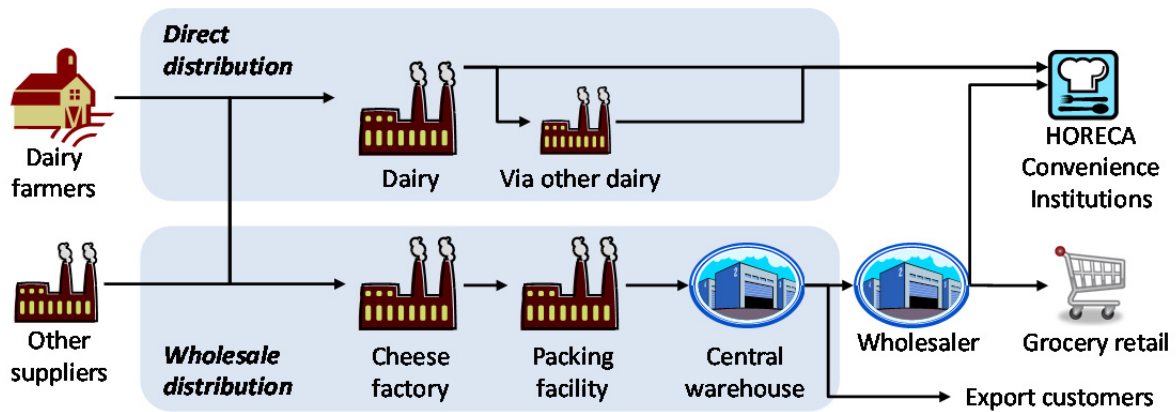 Direct
distribution
Dairy
farmers
Dairy
Via other dairy
HORECA
Convenience
Institutions
Other
suppliers
Wholesale
distribution
Cheese
factory
Packing
facility
Central
warehouse
Wholesaler
Grocery retail
Export customers